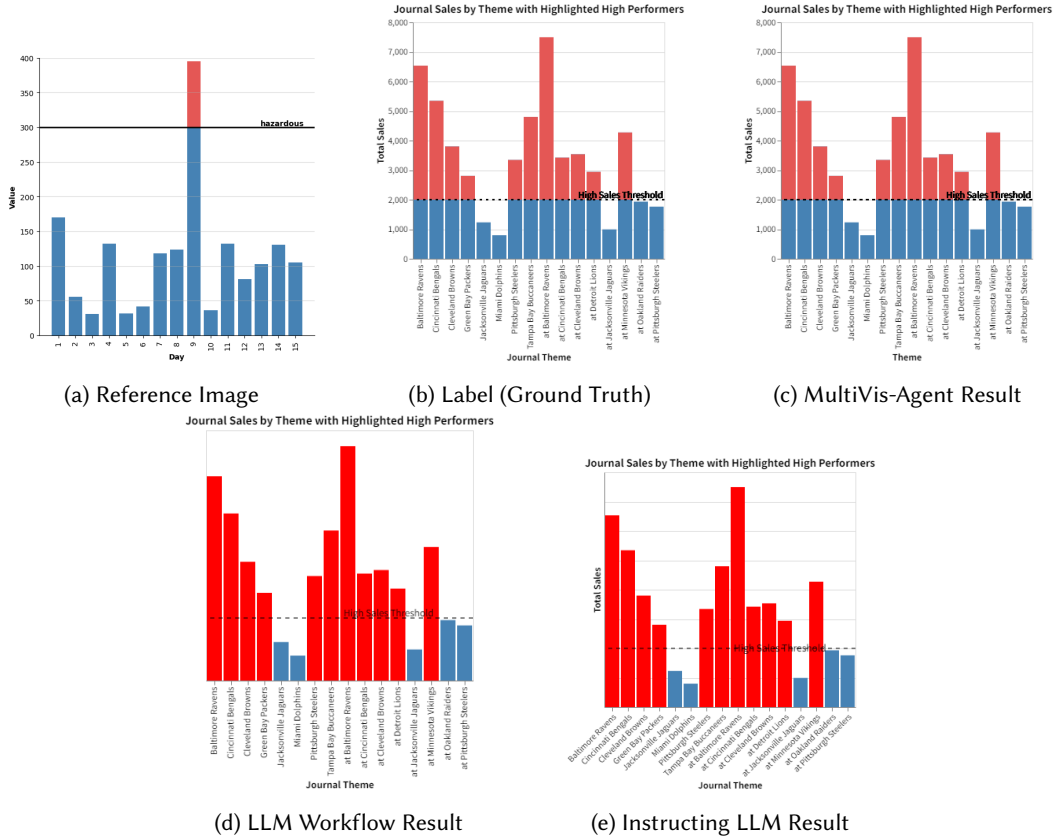 400
350
300
250
200
150
100
50
0
Value
hazardous
1 2 3 4 5 6 7 8 9 10 11 12 13 14 15
Day
(a) Reference Image
Journal Sales by Theme with Highlighted High Performers
8,000
7,000
6,000
5,000
4,000
3,000
2,000
1,000
0
Total Sales
High Sales Threshold
Baltimore Ravens
Cincinnati Bengals
Cleveland Browns
Green Bay Packers
Jacksonville Jaguars
Miami Dolphins
Pittsburgh Steelers
Tampa Bay Buccaneers
at Baltimore Ravens
at Cincinnati Bengals
at Cleveland Browns
at Detroit Lions
at Jacksonville Jaguars
at Minnesota Vikings
at Oakland Raiders
at Pittsburgh Steelers
Journal Theme
(b) Label (Ground Truth)
Journal Sales by Theme with Highlighted High Performers
8,000
7,000
6,000
5,000
4,000
3,000
2,000
1,000
0
Total Sales
High Sales Threshold
Baltimore Ravens
Cincinnati Bengals
Cleveland Browns
Green Bay Packers
Jacksonville Jaguars
Miami Dolphins
Pittsburgh Steelers
Tampa Bay Buccaneers
at Baltimore Ravens
at Cincinnati Bengals
at Cleveland Browns
at Detroit Lions
at Jacksonville Jaguars
at Minnesota Vikings
at Oakland Raiders
at Pittsburgh Steelers
Theme
(c) MultiVis-Agent Result
Journal Sales by Theme with Highlighted High Performers
High Sales Threshold
Baltimore Ravens
Cincinnati Bengals
Cleveland Browns
Green Bay Packers
Jacksonville Jaguars
Miami Dolphins
Pittsburgh Steelers
Tampa Bay Buccaneers
at Baltimore Ravens
at Cincinnati Bengals
at Cleveland Browns
at Detroit Lions
at Jacksonville Jaguars
at Minnesota Vikings
at Oakland Raiders
at Pittsburgh Steelers
Journal Theme
(d) LLM Workflow Result
Journal Sales by Theme with Highlighted High Performers
Total Sales
High Sales Threshold
Baltimore Ravens
Cincinnati Bengals
Cleveland Browns
Green Bay Packers
Jacksonville Jaguars
Miami Dolphins
Pittsburgh Steelers
Tampa Bay Buccaneers
at Baltimore Ravens
at Cincinnati Bengals
at Cleveland Browns
at Detroit Lions
at Jacksonville Jaguars
at Minnesota Vikings
at Oakland Raiders
at Pittsburgh Steelers
Journal Theme
(e) Instructing LLM Result